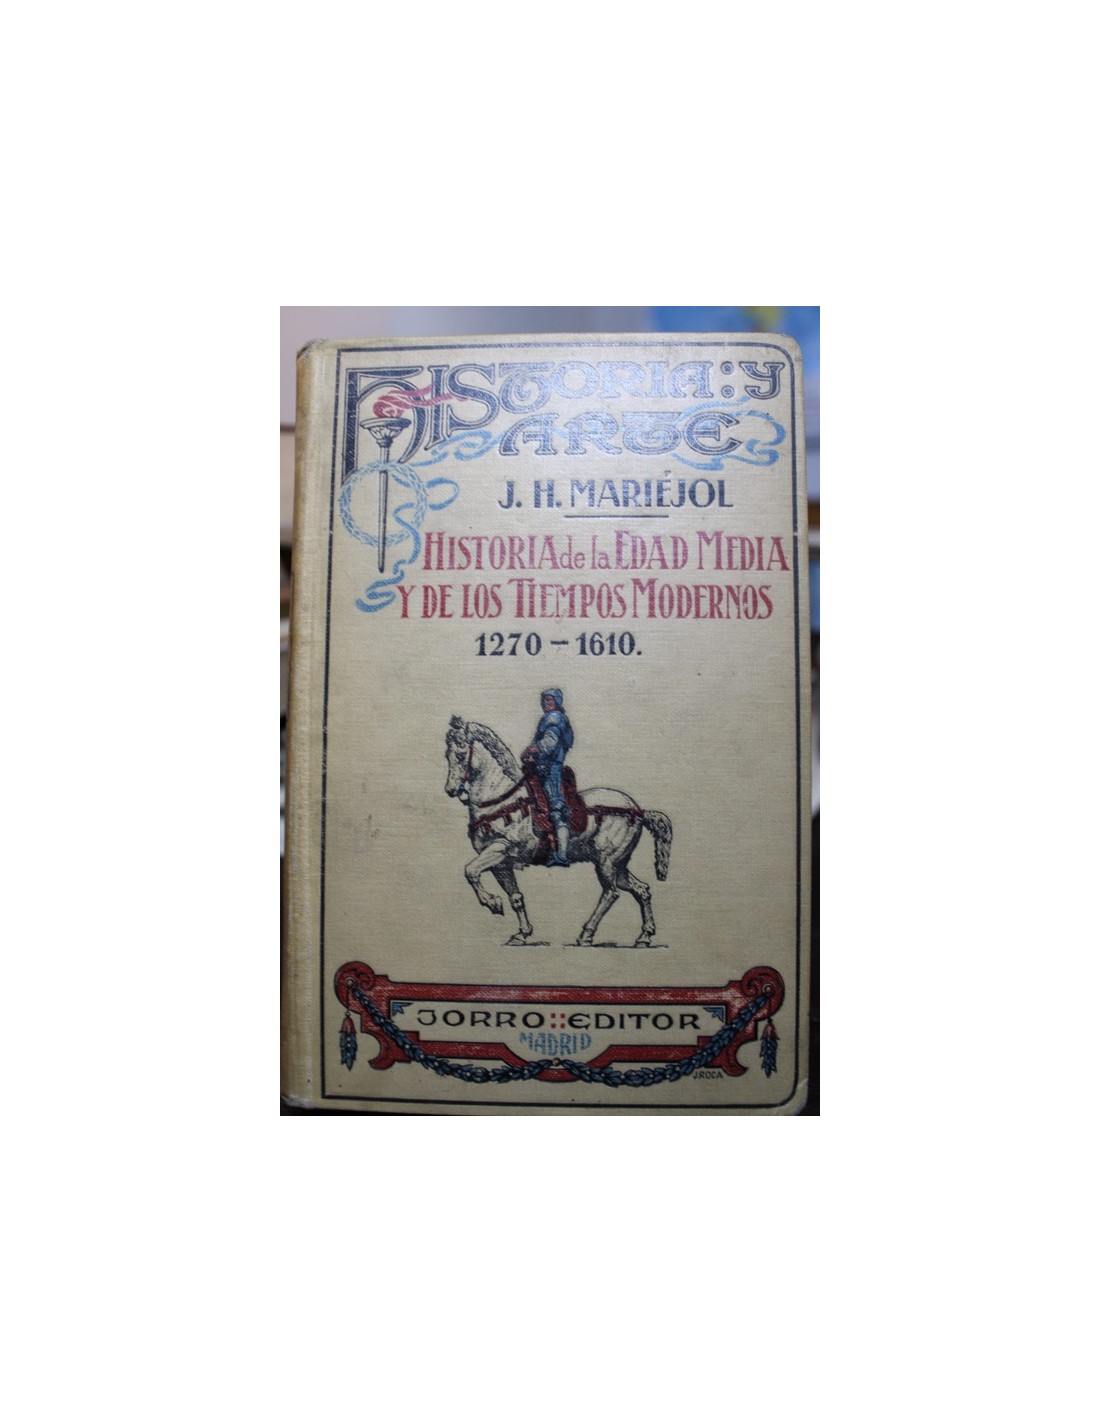 HISTORIA:Y
ARTE
J. H. MARIÉJOL
HISTORIA de la EDAD MEDIA
Y DE LOS TIEMPOS MODERNOS
1270 – 1610.
JORRO::EDITOR
MADRID
J.ROCA